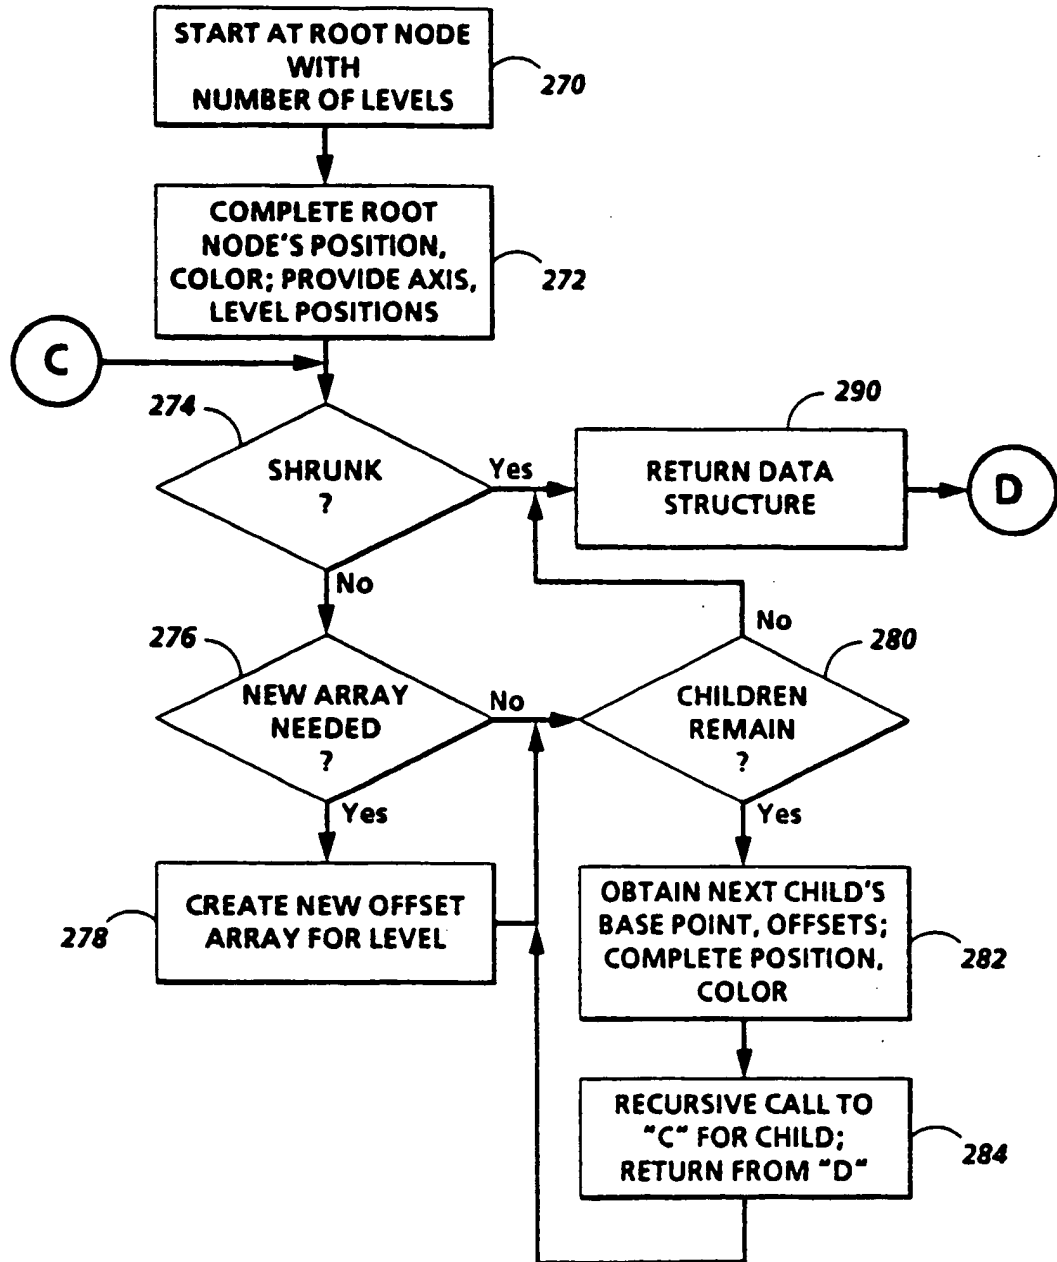 START AT ROOT NODE
WITH
NUMBER OF LEVELS
270
COMPLETE ROOT
NODE'S POSITION,
COLOR; PROVIDE AXIS,
LEVEL POSITIONS
272
C
274
SHRUNK
?
Yes
No
290
RETURN DATA
STRUCTURE
D
276
NEW ARRAY
NEEDED
?
No
Yes
280
No
CHILDREN
REMAIN
?
Yes
278
CREATE NEW OFFSET
ARRAY FOR LEVEL
OBTAIN NEXT CHILD'S
BASE POINT, OFFSETS;
COMPLETE POSITION,
COLOR
282
RECURSIVE CALL TO
"C" FOR CHILD;
RETURN FROM "D"
284